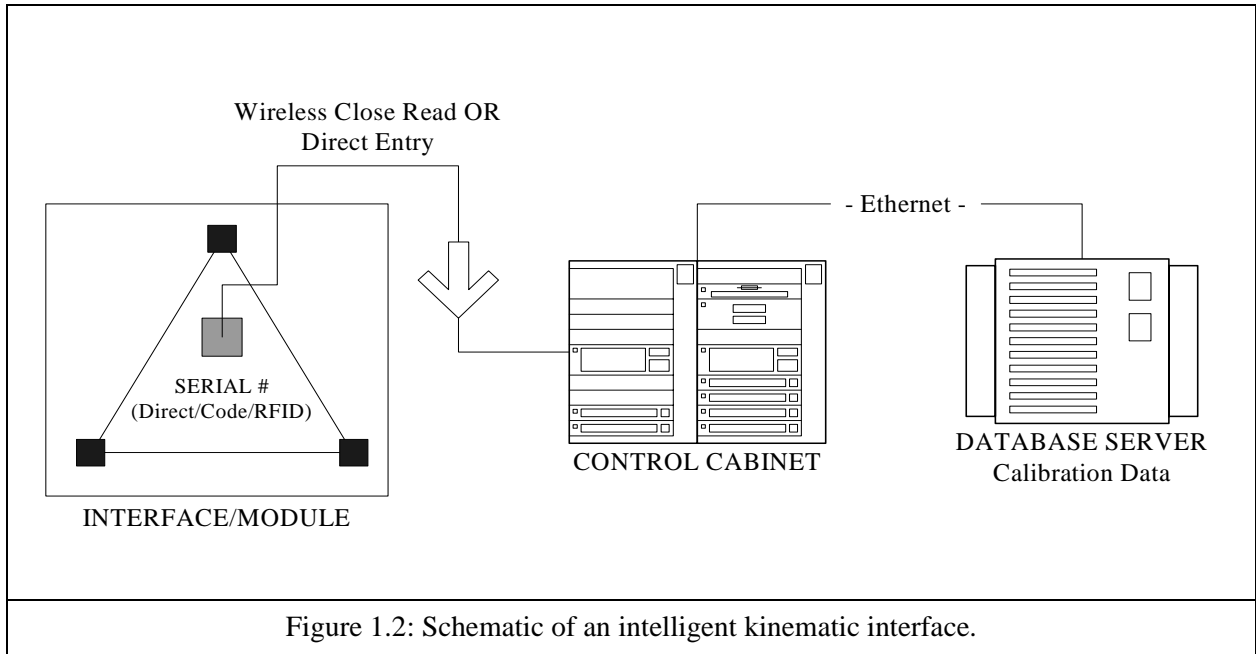 Wireless Close Read OR
Direct Entry
- Ethernet -
SERIAL #
(Direct/Code/RFID)
INTERFACE/MODULE
CONTROL CABINET
DATABASE SERVER
Calibration Data
Figure 1.2: Schematic of an intelligent kinematic interface.